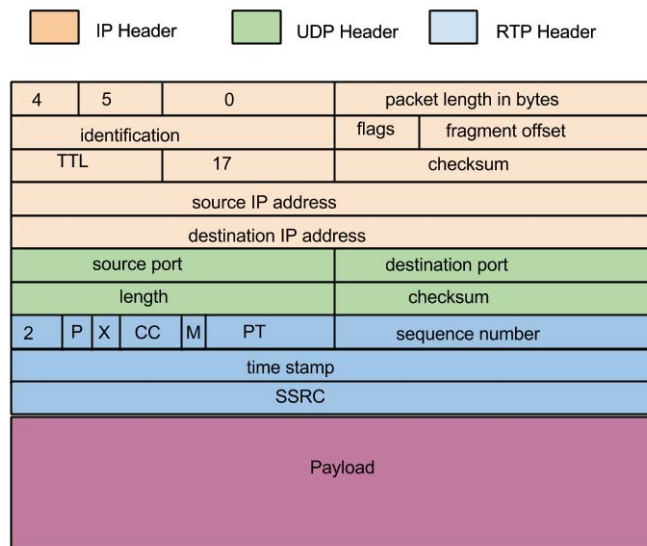 IP Header UDP Header RTP Header
4 5 0 packet length in bytes
identification flags fragment offset
TTL 17 checksum
source IP address
destination IP address
source port destination port
length checksum
2 P X CC M PT sequence number
time stamp
SSRC
Payload